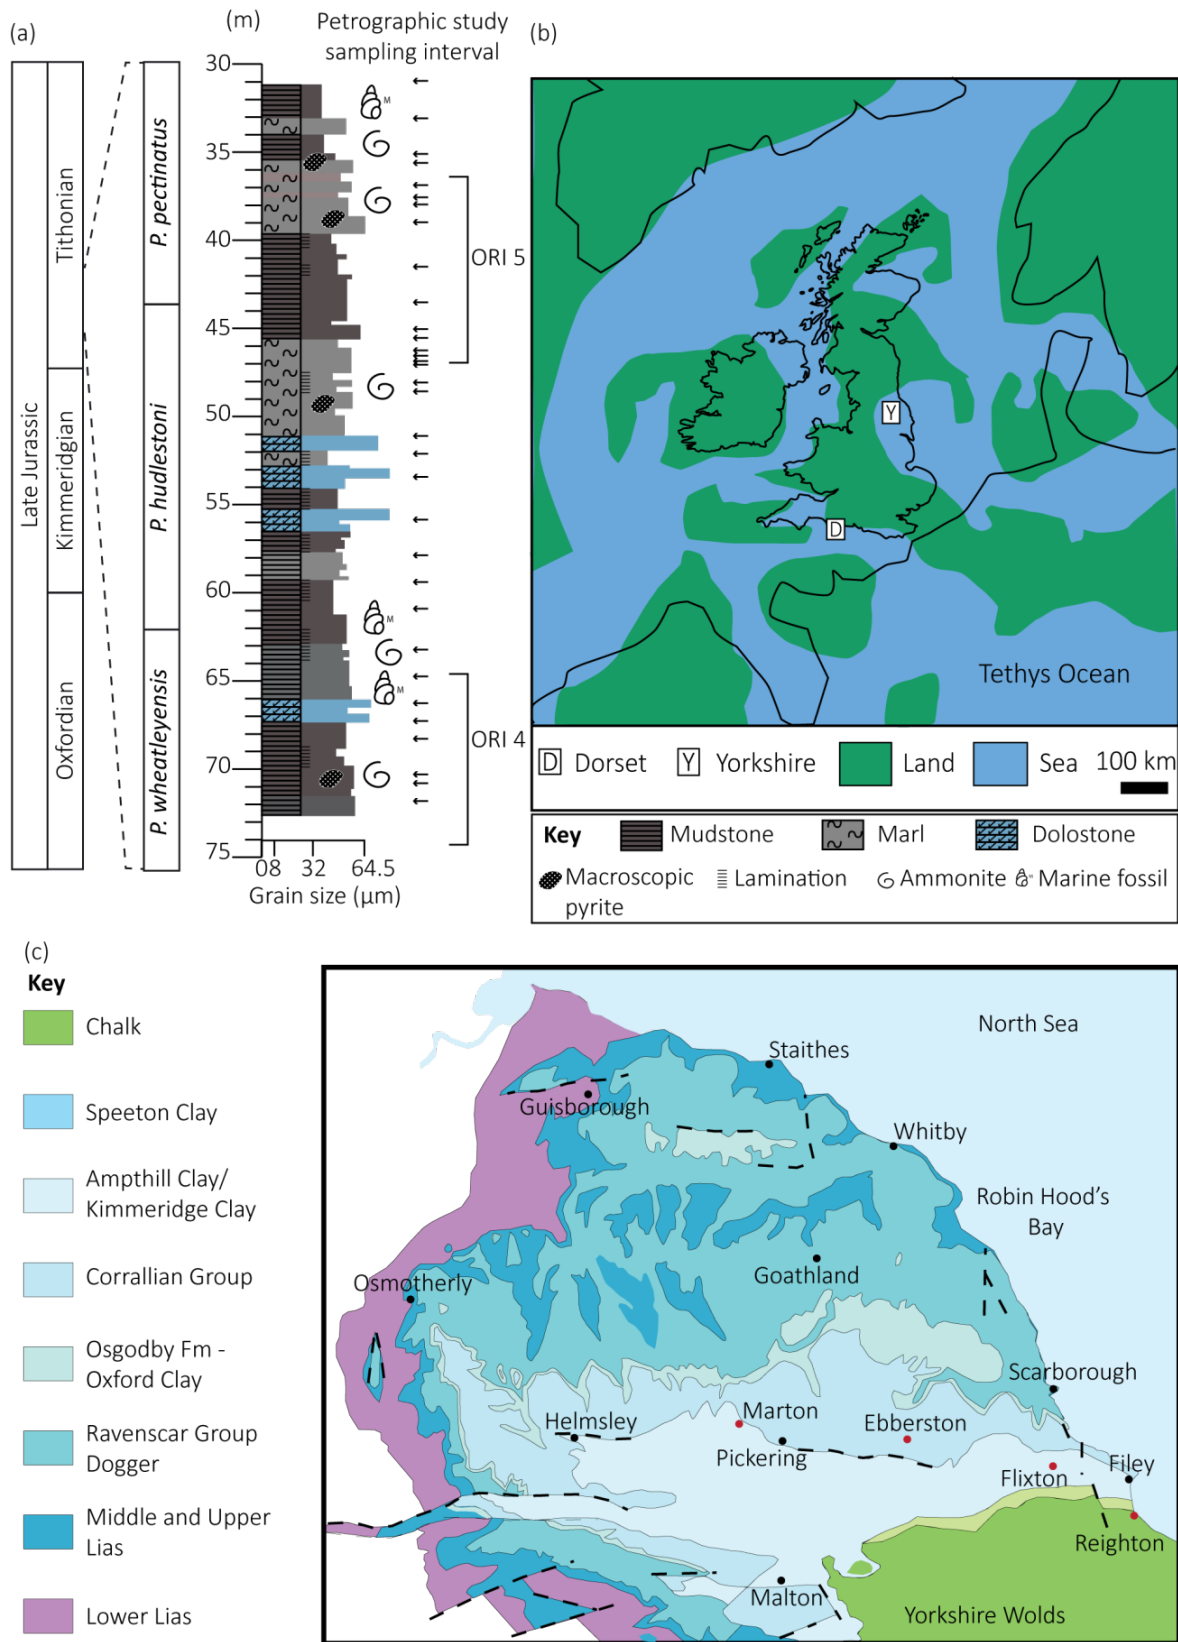 (a)
(m)
Petrographic study
sampling interval
Late Jurassic
Tithonian
Kimmeridgian
Oxfordian
P. pectinatus
P. hudlestoni
P. wheatleyensis
30
35
40
45
50
55
60
65
70
75
M
M
M
ORI 5
ORI 4
08 32 64.5
Grain size (µm)
(b)
Y
D
Tethys Ocean
D Dorset Y Yorkshire Land Sea 100 km
Key Mudstone Marl Dolostone
Macroscopic pyrite Lamination Ammonite Marine fossil
(c)
Key
Chalk
Speeton Clay
Ampthill Clay/
Kimmeridge Clay
Corrallian Group
Osgodby Fm -
Oxford Clay
Ravenscar Group
Dogger
Middle and Upper
Lias
Lower Lias
North Sea
Staithes
Guisborough
Whitby
Robin Hood's
Bay
Goathland
Osmotherly
Scarborough
Helmsley
Marton
Ebberston
Pickering
Flixton
Filey
Reighton
Malton
Yorkshire Wolds